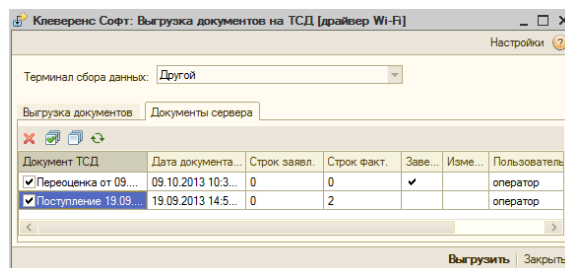 Клеверенс Софт: Выгрузка документов на ТСД [драйвер Wi-Fi]
Настройки
Терминал сбора данных: Другой
Выгрузка документов Документы сервера
Документ ТСД Дата документа... Строк заявл. Строк факт. Заве... Изме... Пользователь
Переоценка от 09.... 09.10.2013 10:3... 0 0 оператор
Поступление 19.09.... 19.09.2013 14:5... 0 2 оператор
Выгрузить Закрыть